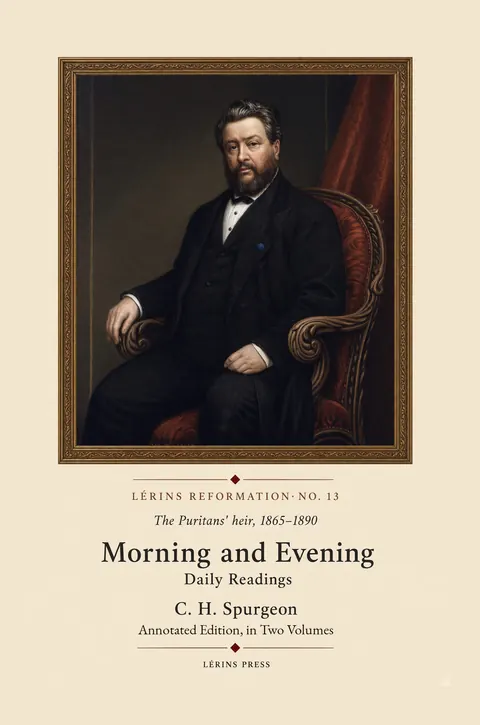 LÉRINS REFORMATION · NO. 13
The Puritans' heir, 1865–1890
Morning and Evening
Daily Readings
C. H. Spurgeon
Annotated Edition, in Two Volumes
LÉRINS PRESS